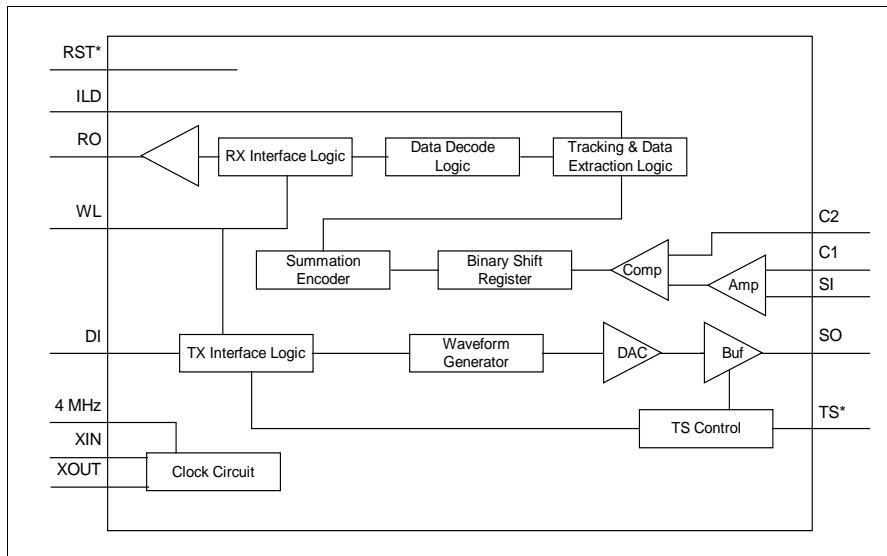 RST*
ILD
RO
RX Interface Logic
Data Decode
Logic
Tracking & Data
Extraction Logic
WL
C2
Summation
Encoder
Binary Shift
Register
Comp
Amp
C1
SI
DI
TX Interface Logic
Waveform
Generator
DAC
Buf
SO
4 MHz
TS Control
TS*
XIN
XOUT
Clock Circuit